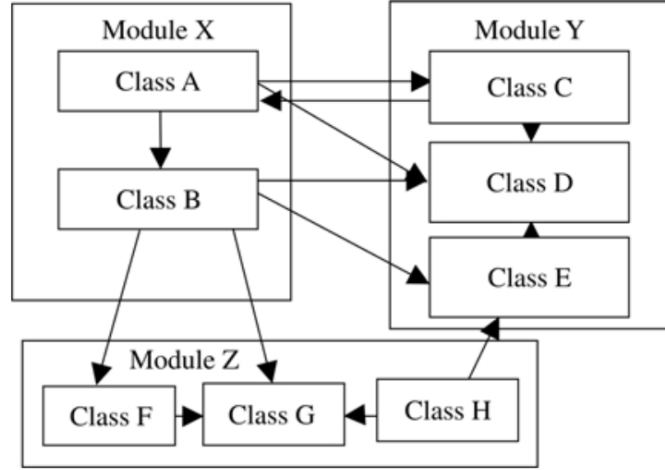 Module X
Class A
Class B
Module Y
Class C
Class D
Class E
Module Z
Class F
Class G
Class H